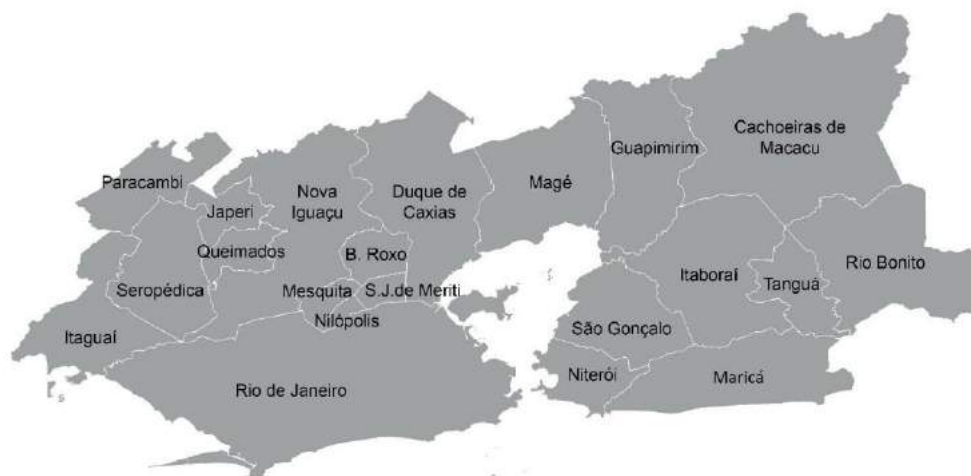 Cachoeiras de
Macacu
Guapimirim
Magé
Paracambi
Nova
Iguaçu
Duque de
Caxias
Japeri
Queimados
B. Roxo
Rio Bonito
Itaboraí
Tanguá
Seropédica
Mesquita
S.J.de Meriti
Nilópolis
São Gonçalo
Itaguaí
Niterói
Maricá
Rio de Janeiro